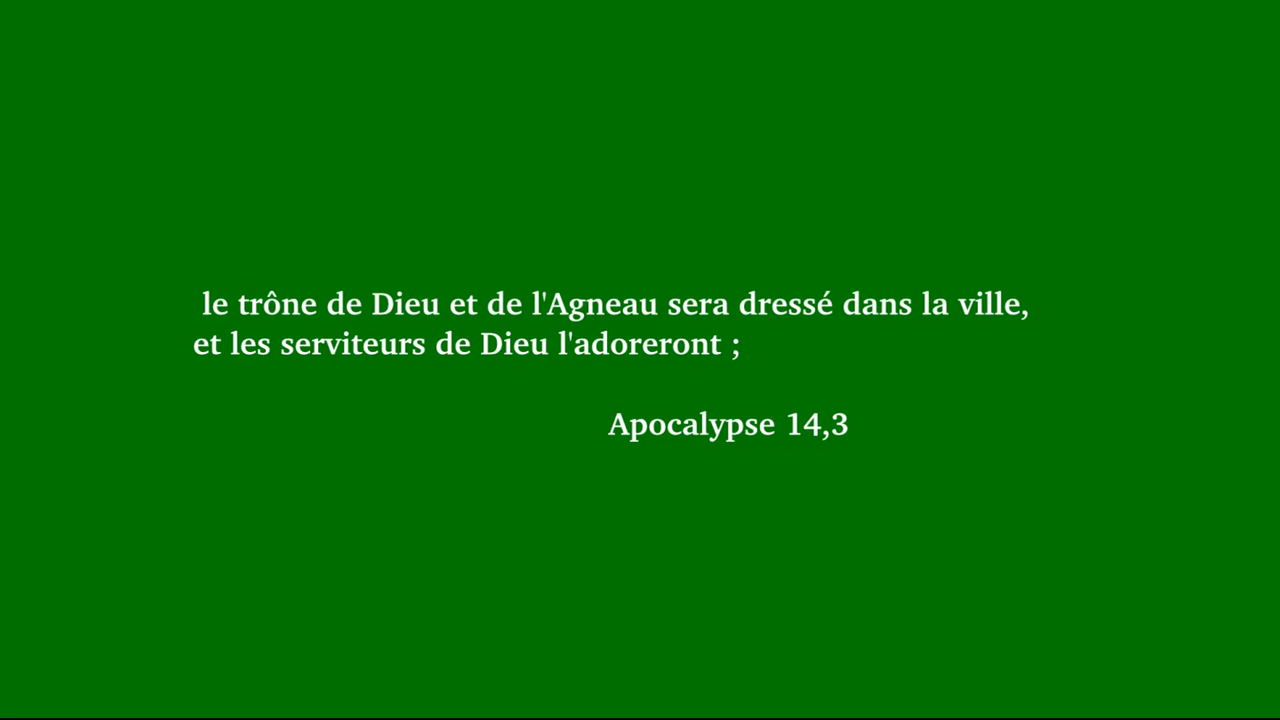 le trône de Dieu et de l'Agneau sera dressé dans la ville,
et les serviteurs de Dieu l'adoreront ;
Apocalypse 14,3